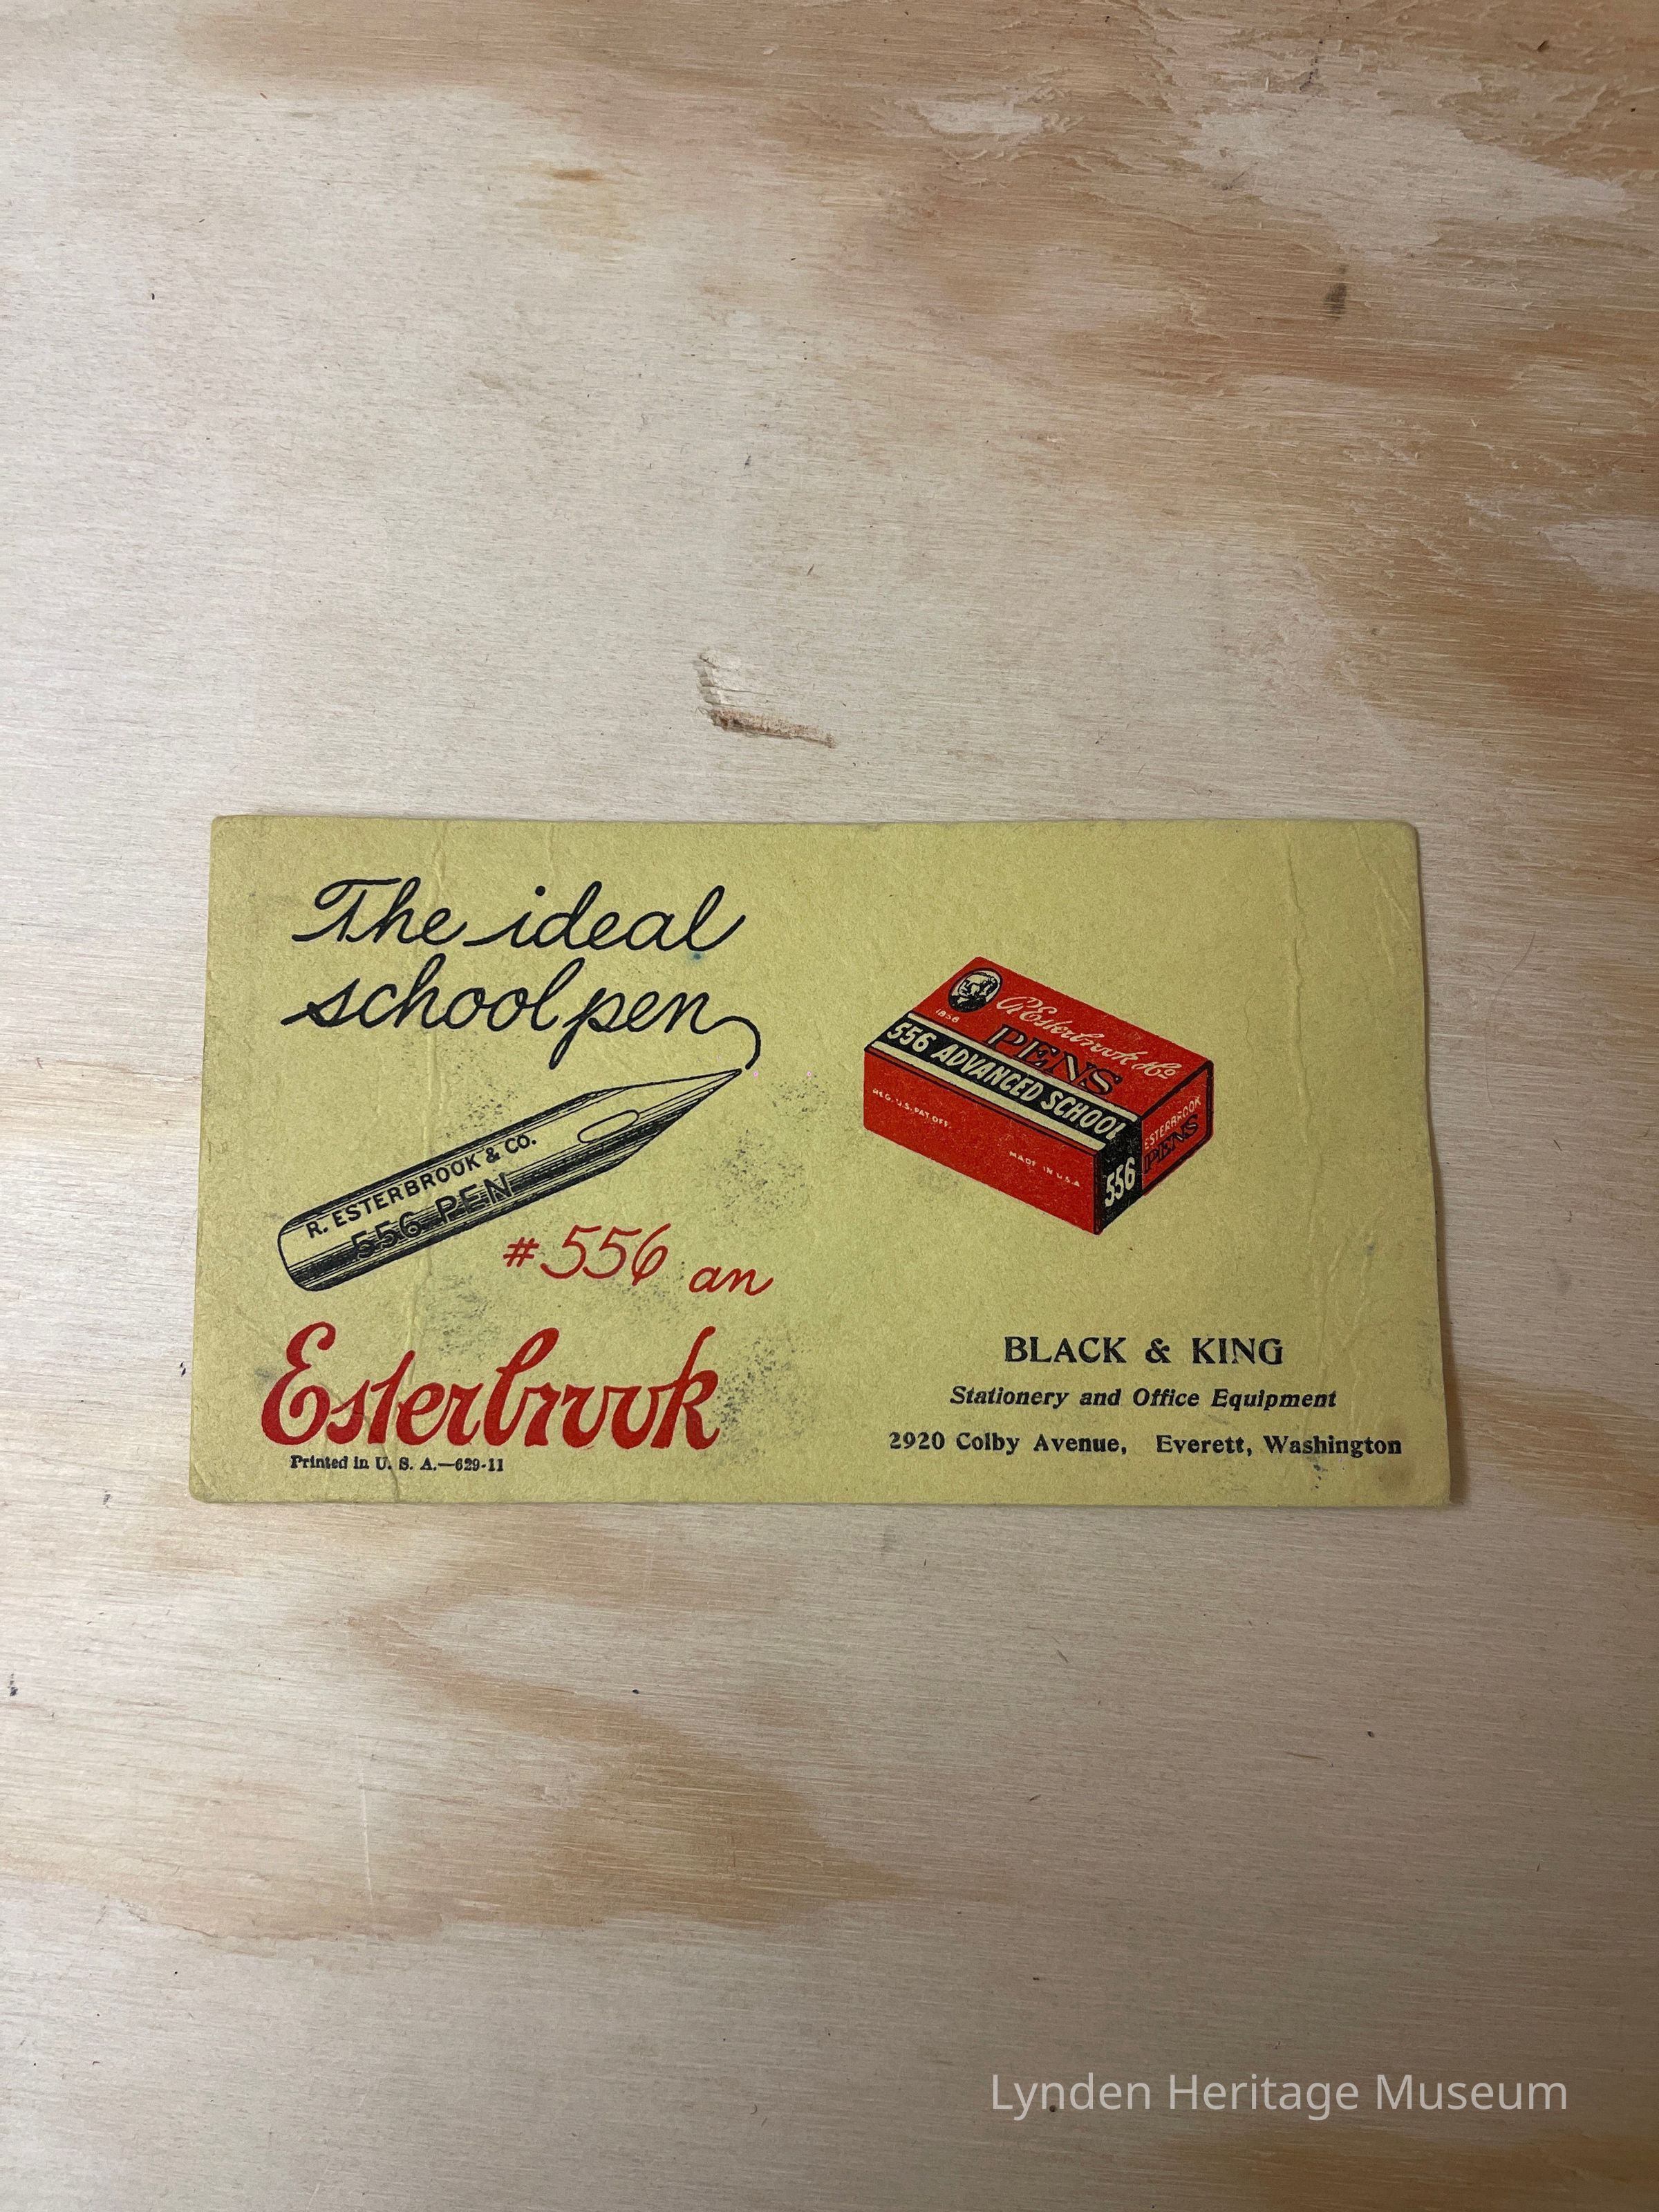 The ideal
school pen
R. ESTERBROOK & CO.
556 PEN
#556 an
Esterbrook
Printed in U. S. A.—629-11
1858
R. Esterbrook & Co
PENS
556 ADVANCED SCHOOL
REG. U.S. PAT. OFF.
MADE IN U.S.A
556
ESTERBROOK
PENS
BLACK & KING
Stationery and Office Equipment
2920 Colby Avenue, Everett, Washington
Lynden Heritage Museum